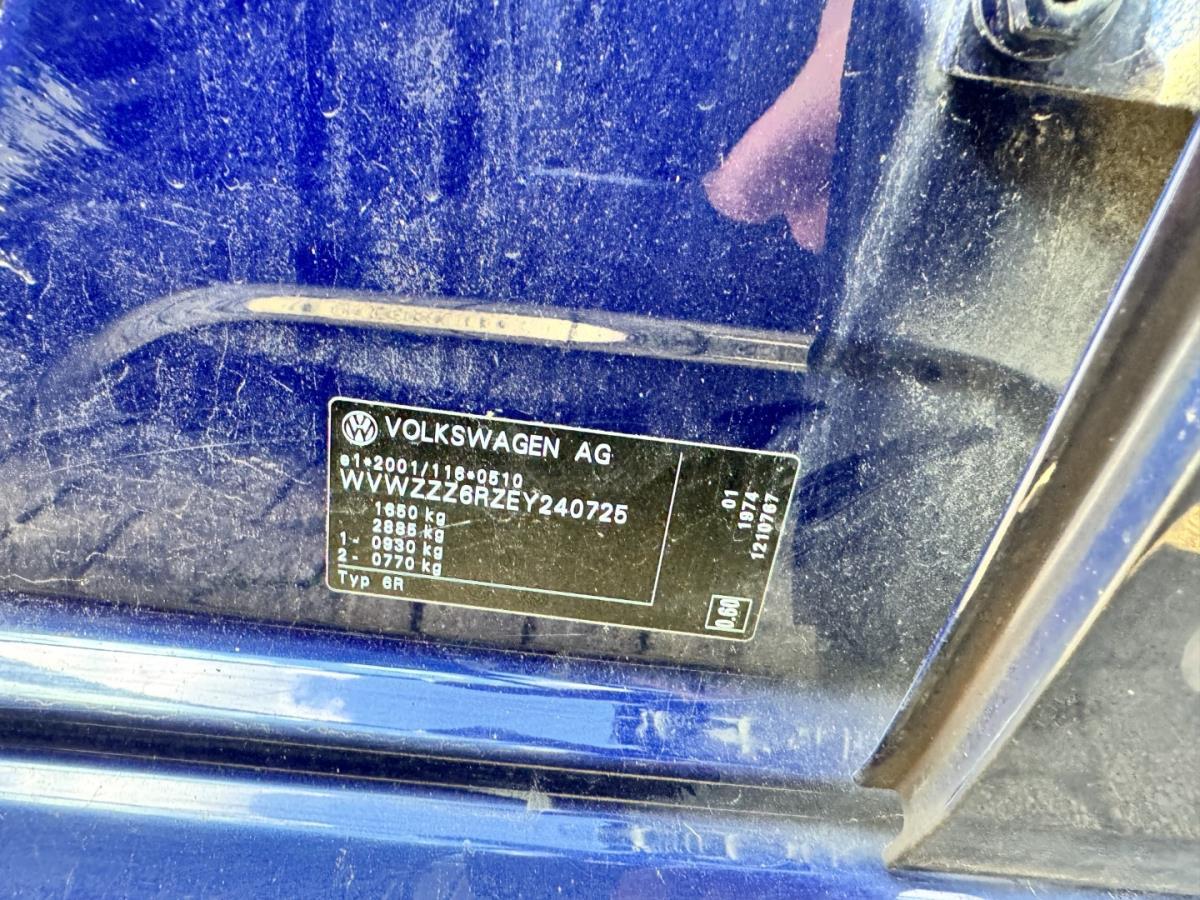 VOLKSWAGEN AG
e1*2001/116*0510
WVWZZZ6RZEY240725
1650 kg
2885 kg
1 - 0930 kg
2 - 0770 kg
Typ 6R
01
1974
1210767
0.60